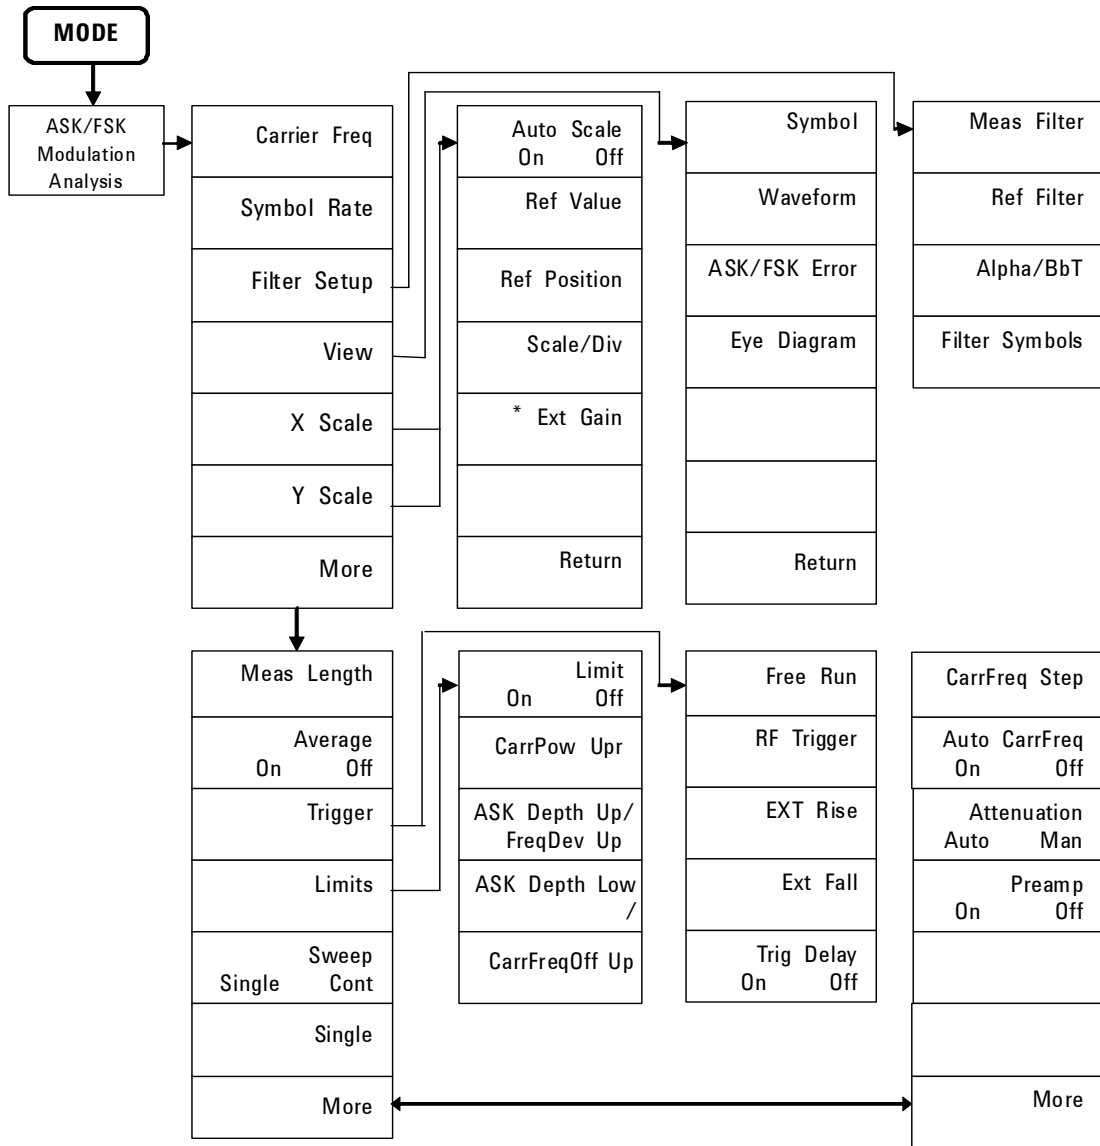 MODE
ASK/FSK
Modulation
Analysis
Carrier Freq
Symbol Rate
Filter Setup
View
X Scale
Y Scale
More
Auto Scale
On Off
Ref Value
Ref Position
Scale/Div
* Ext Gain
Return
Symbol
Waveform
ASK/FSK Error
Eye Diagram
Return
Meas Filter
Ref Filter
Alpha/BbT
Filter Symbols
Meas Length
Average
On Off
Trigger
Limits
Sweep
Single Cont
Single
More
Limit
On Off
CarrPow Upr
ASK Depth Up/
FreqDev Up
ASK Depth Low
/
CarrFreqOff Up
Free Run
RF Trigger
EXT Rise
Ext Fall
Trig Delay
On Off
CarrFreq Step
Auto CarrFreq
On Off
Attenuation
Auto Man
Preamp
On Off
More